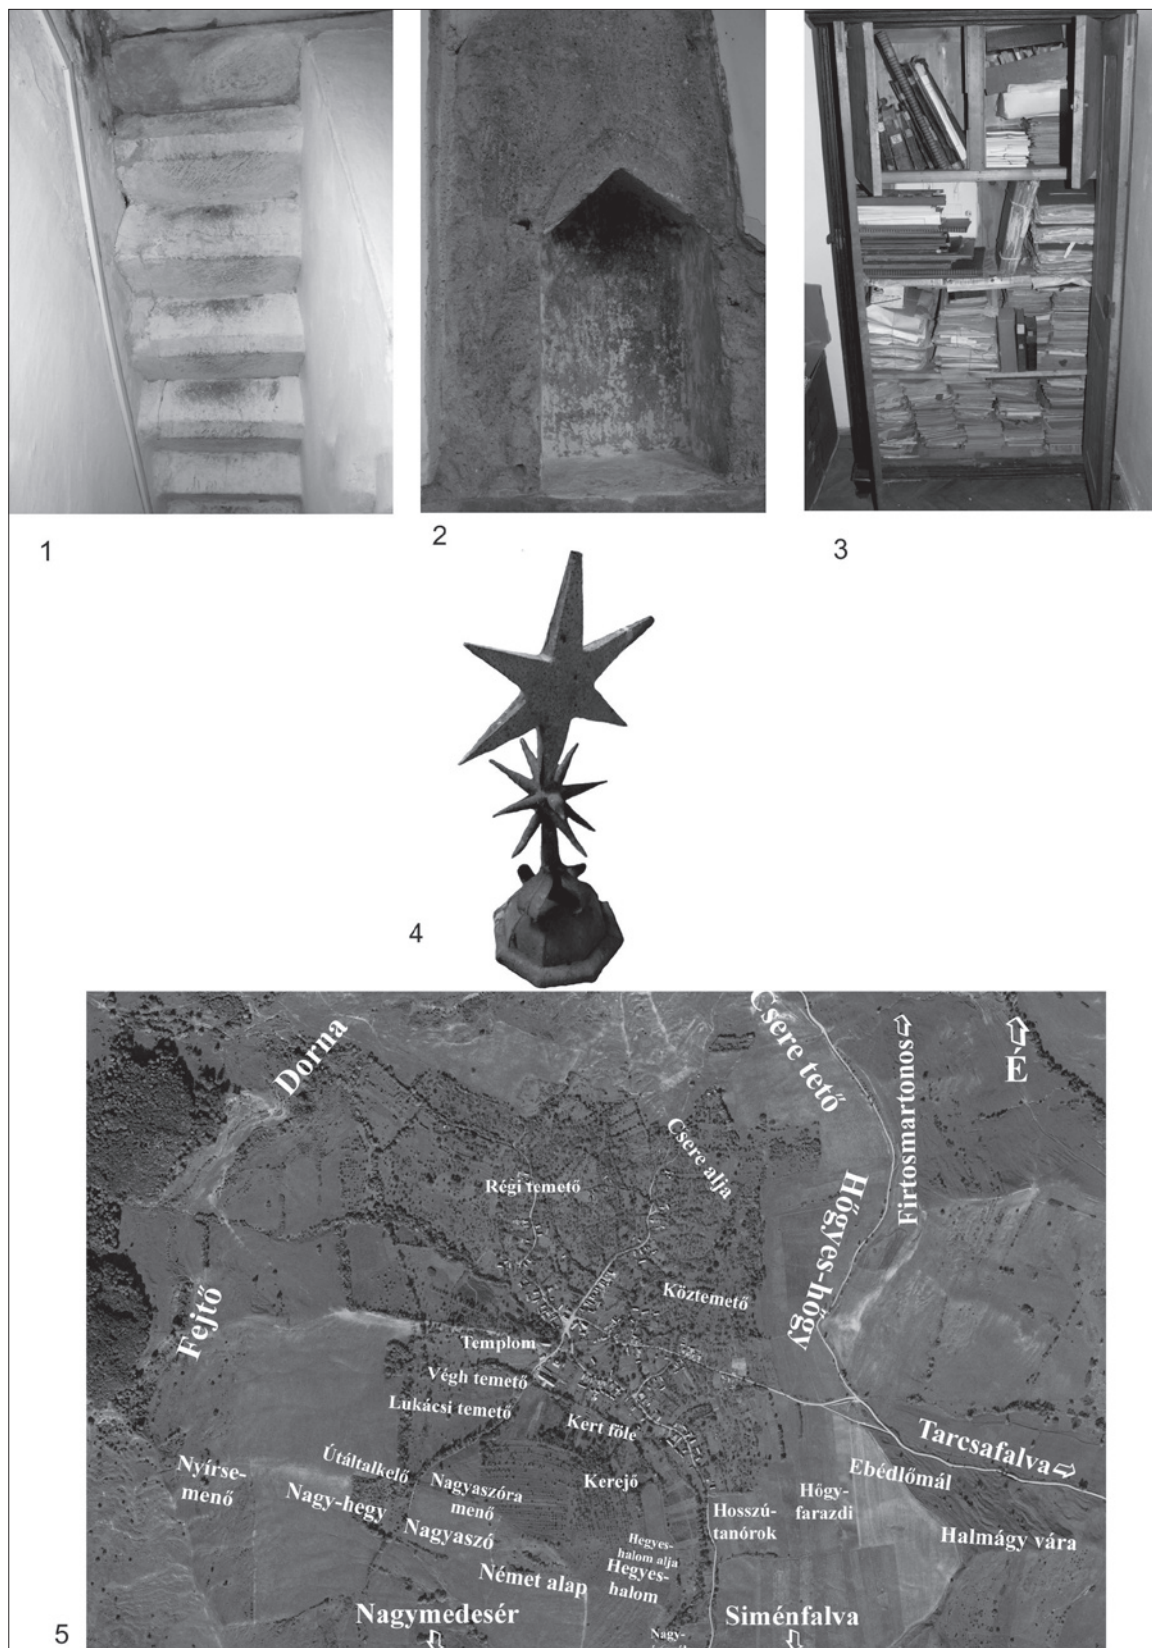 1
2
3
4
Dorna
Csere tető
Firtosmartonos
É
Csere alja
Régi temető
Hőgyes-högy
Köztemető
Fejtő
Templom
Végh temető
Lukácsi temető
Kert föle
Tarcsafalva
Útáltalkelő
Nyírse-
menő
Nagy-hegy
Nagyaszóra
menő
Kerejő
Ebédlőmál
Högy-
farazdi
Hosszú-
tanórok
Nagyaszó
Halmágy vára
Hegyes-
halom alja
Hegyes-
halom
Német alap
Nagymedesér
Siménfalva
Nagy-
5